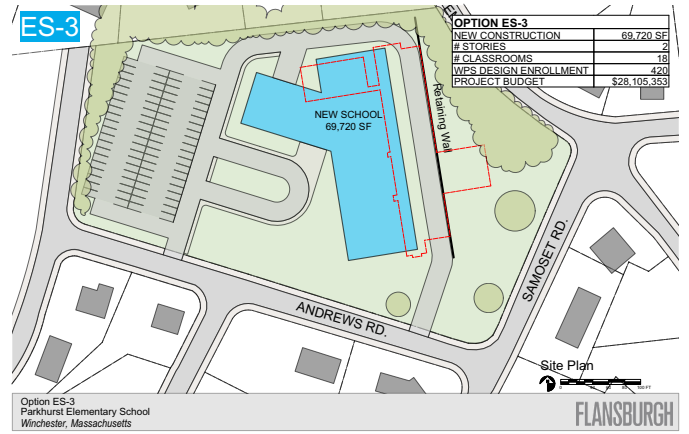 ES-3
OPTION ES-3
NEW CONSTRUCTION 69,720 SF
# STORIES 2
# CLASSROOMS 18
WPS DESIGN ENROLLMENT 420
PROJECT BUDGET $28,105,353
Retaining Wall
NEW SCHOOL
69,720 SF
SAMOSET RD.
ANDREWS RD.
Site Plan
100 FT
Option ES-3
Parkhurst Elementary School
Winchester, Massachusetts
FLANSBURGH